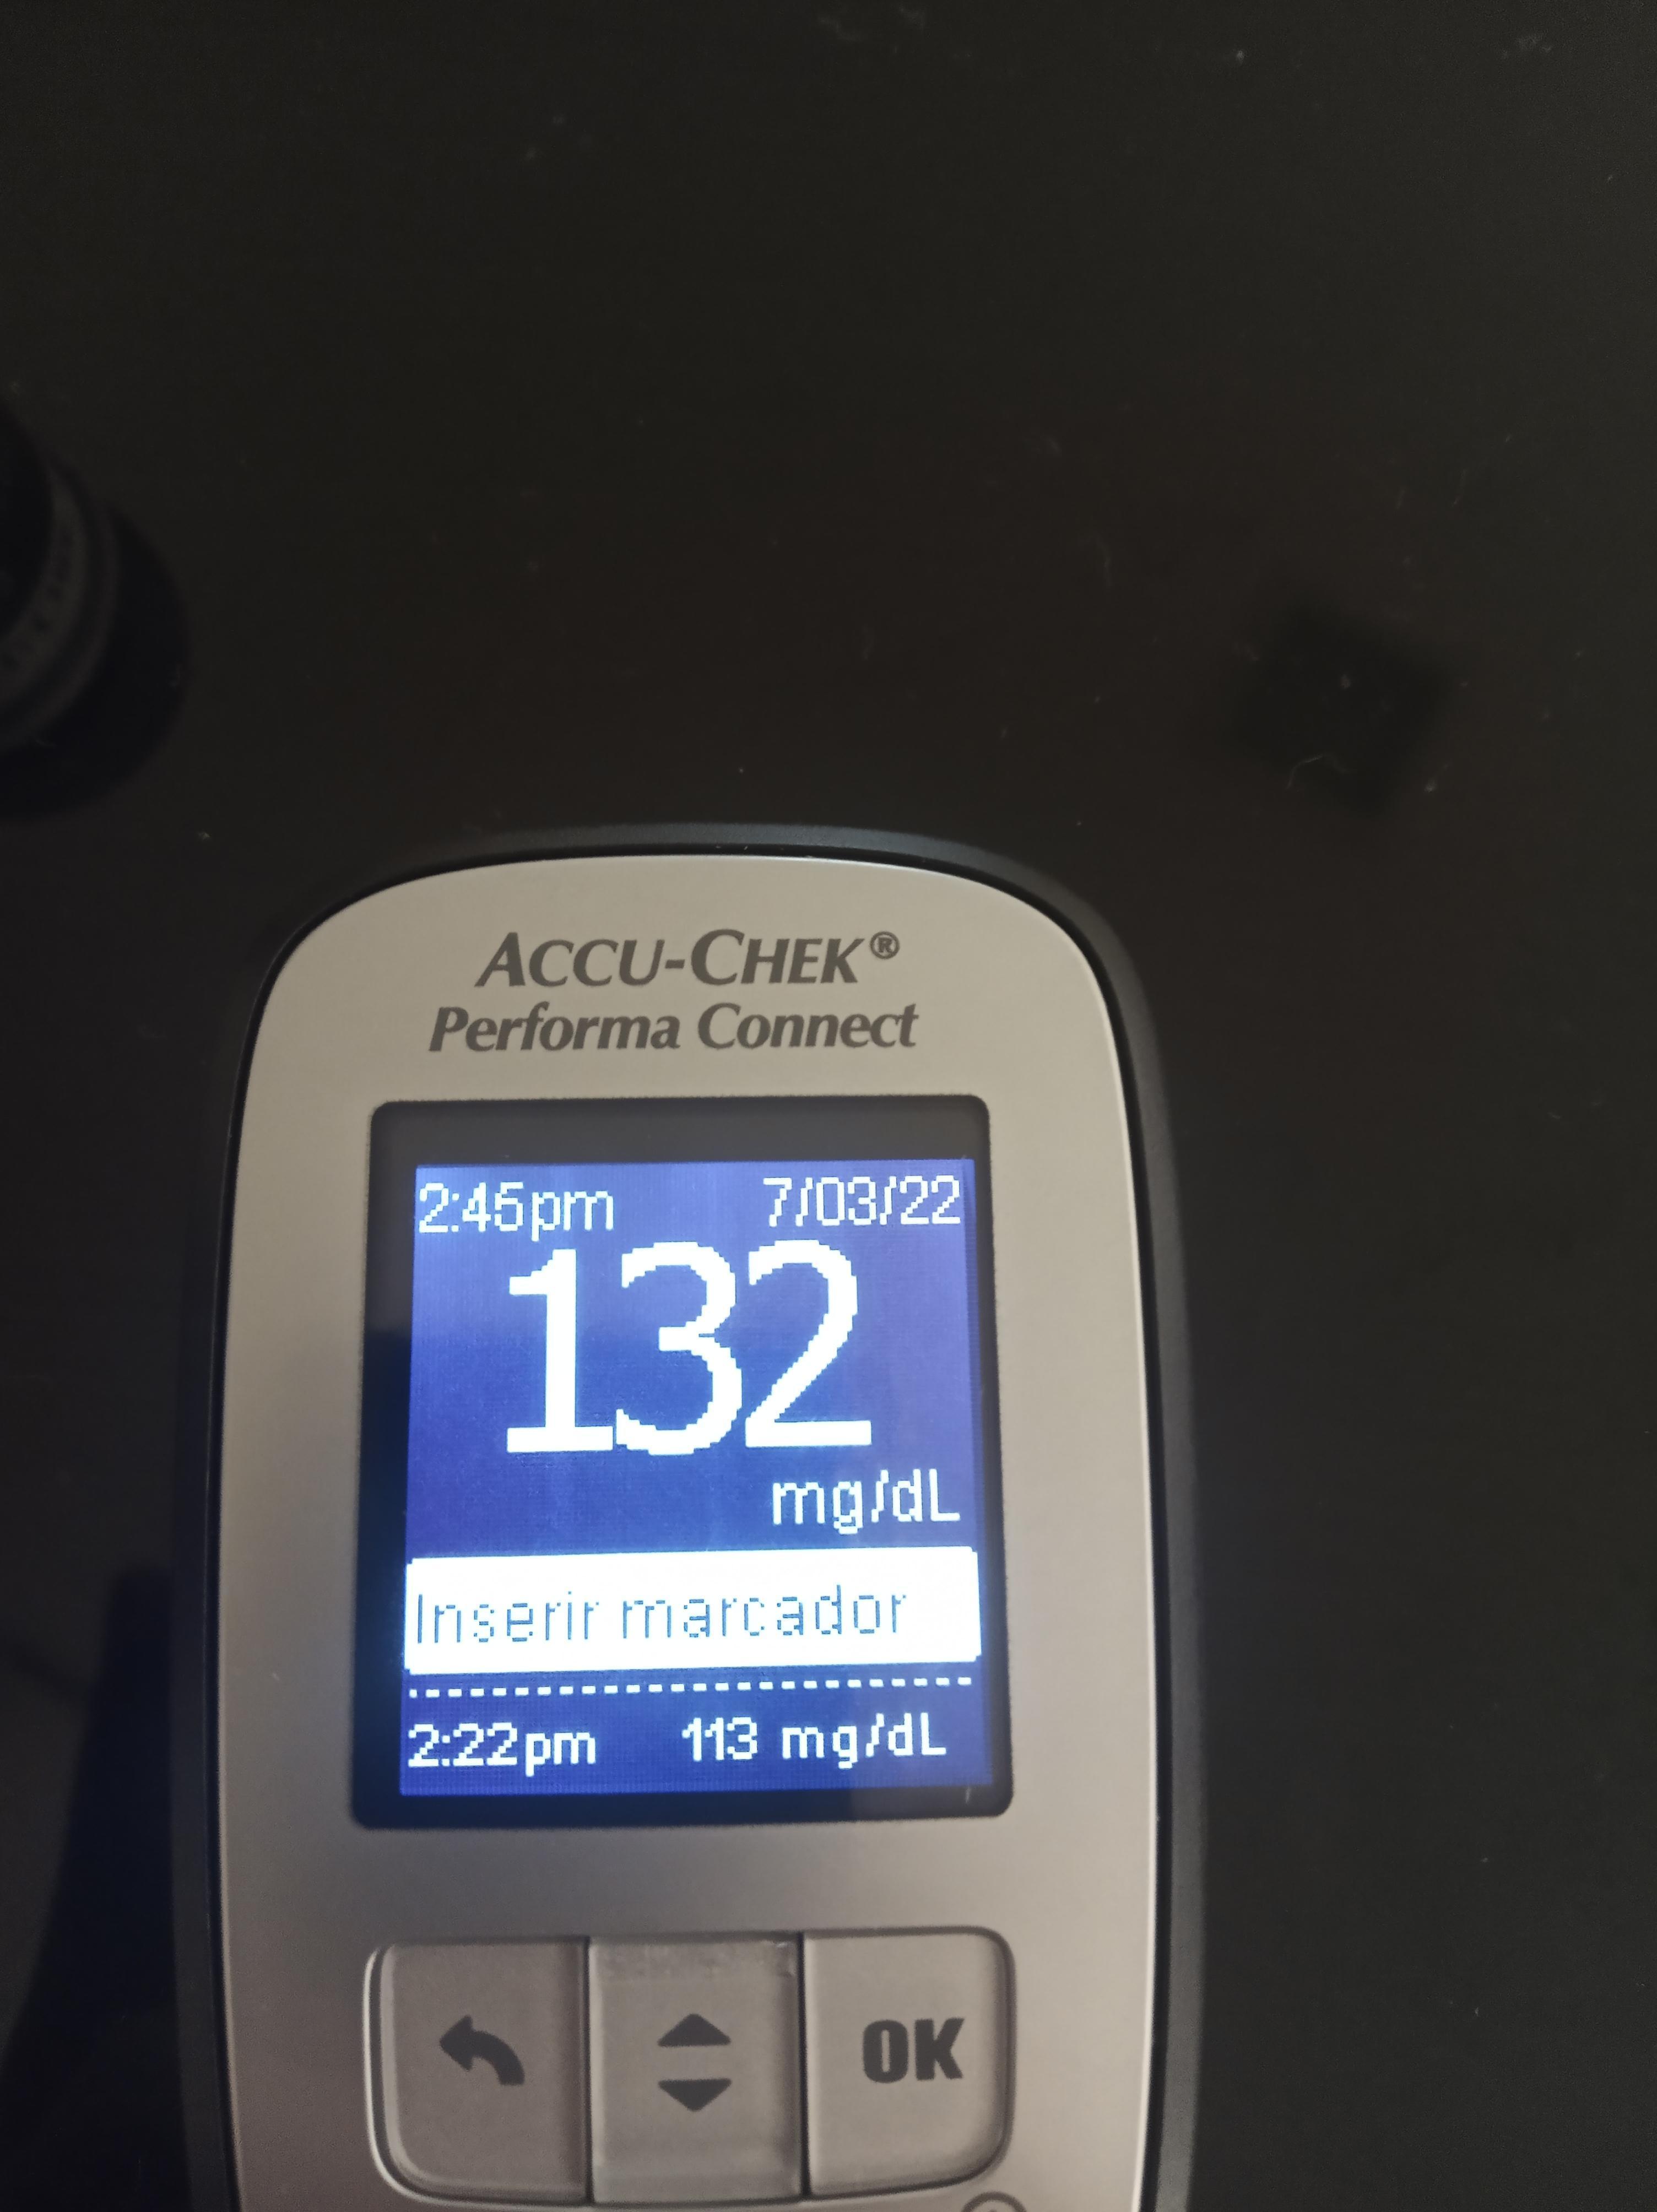 ACCU-CHEK®
Performa Connect
2:45pm 7/03/22
132
mg/dL
Inserir marcador
2:22pm 113 mg/dL
OK